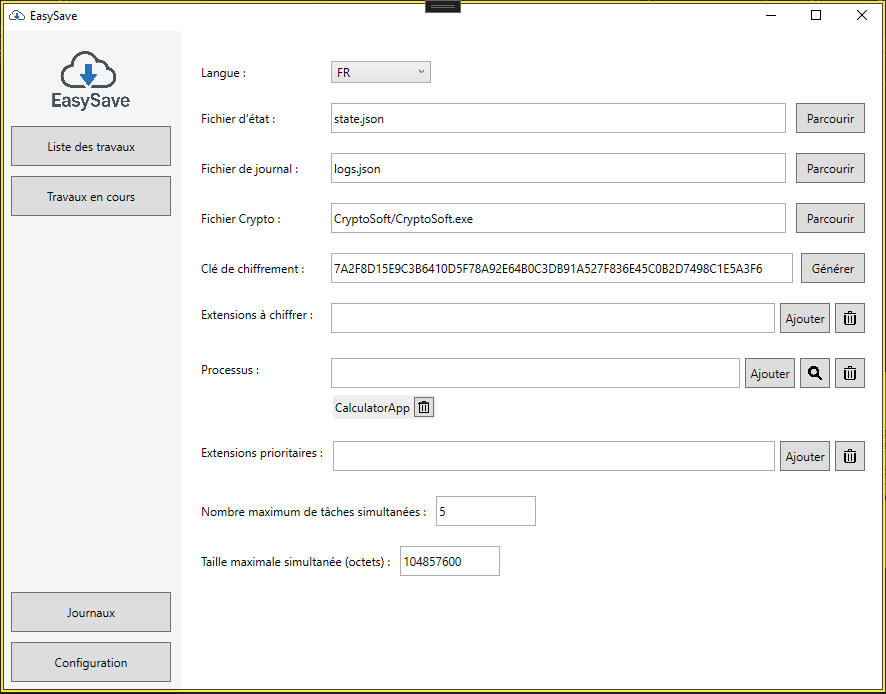 EasySave
EasySave
Liste des travaux
Travaux en cours
Journaux
Configuration
Langue : FR
Fichier d'état : state.json Parcourir
Fichier de journal : logs.json Parcourir
Fichier Crypto : CryptoSoft/CryptoSoft.exe Parcourir
Clé de chiffrement : 7A2F8D15E9C3B6410D5F78A92E64B0C3DB91A527F836E45C0B2D7498C1E5A3F6 Générer
Extensions à chiffrer : Ajouter
Processus : Ajouter
CalculatorApp
Extensions prioritaires : Ajouter
Nombre maximum de tâches simultanées : 5
Taille maximale simultanée (octets) : 104857600